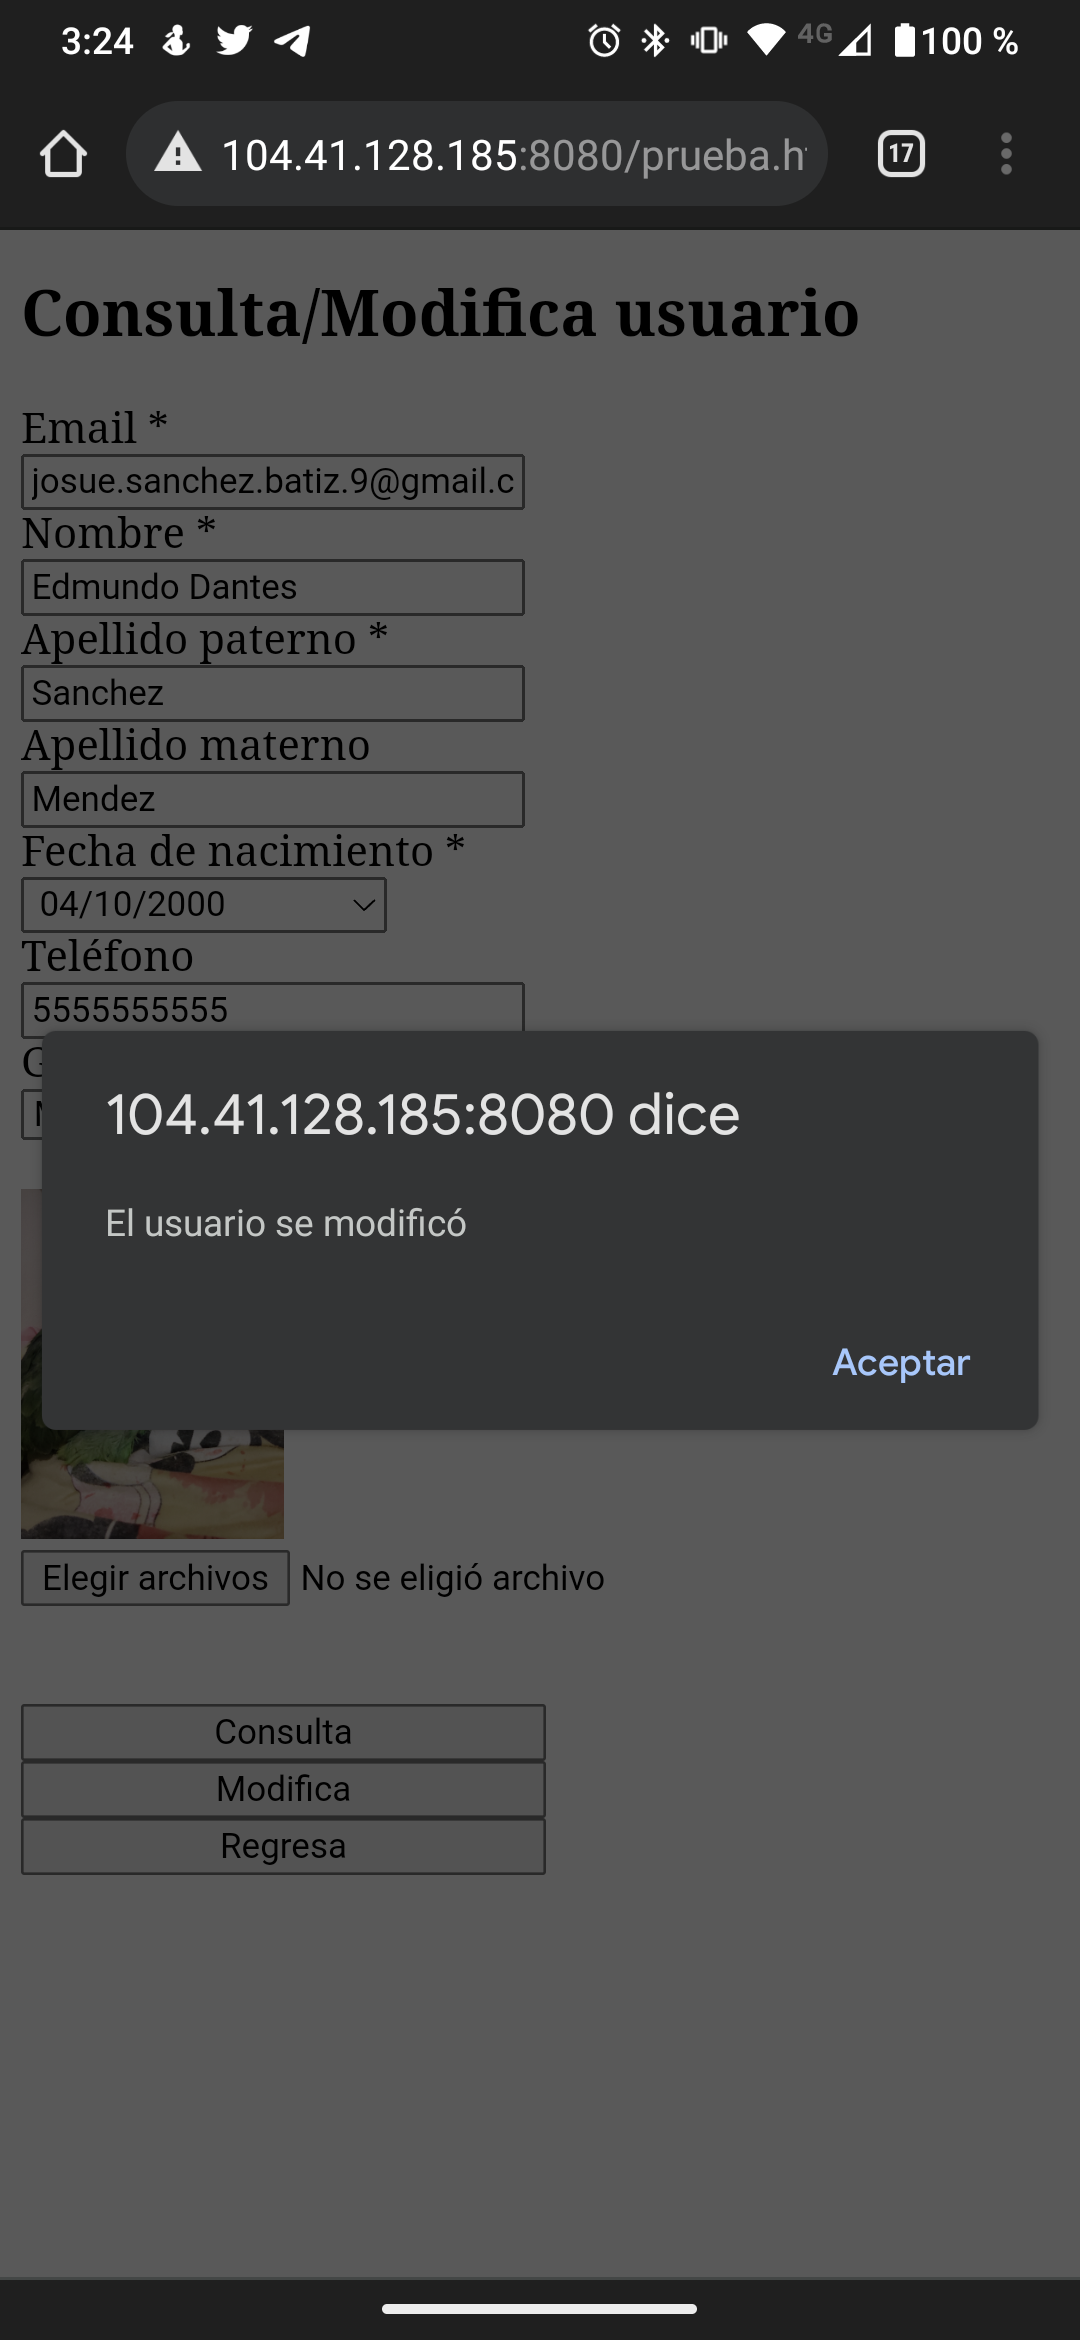 3:24
4G
100 %
104.41.128.185:8080/prueba.h
17
Consulta/Modifica usuario
Email *
josue.sanchez.batiz.9@gmail.c
Nombre *
Edmundo Dantes
Apellido paterno *
Sanchez
Apellido materno
Mendez
Fecha de nacimiento *
04/10/2000
Teléfono
5555555555
104.41.128.185:8080 dice
El usuario se modificó
Aceptar
Elegir archivos No se eligió archivo
Consulta
Modifica
Regresa